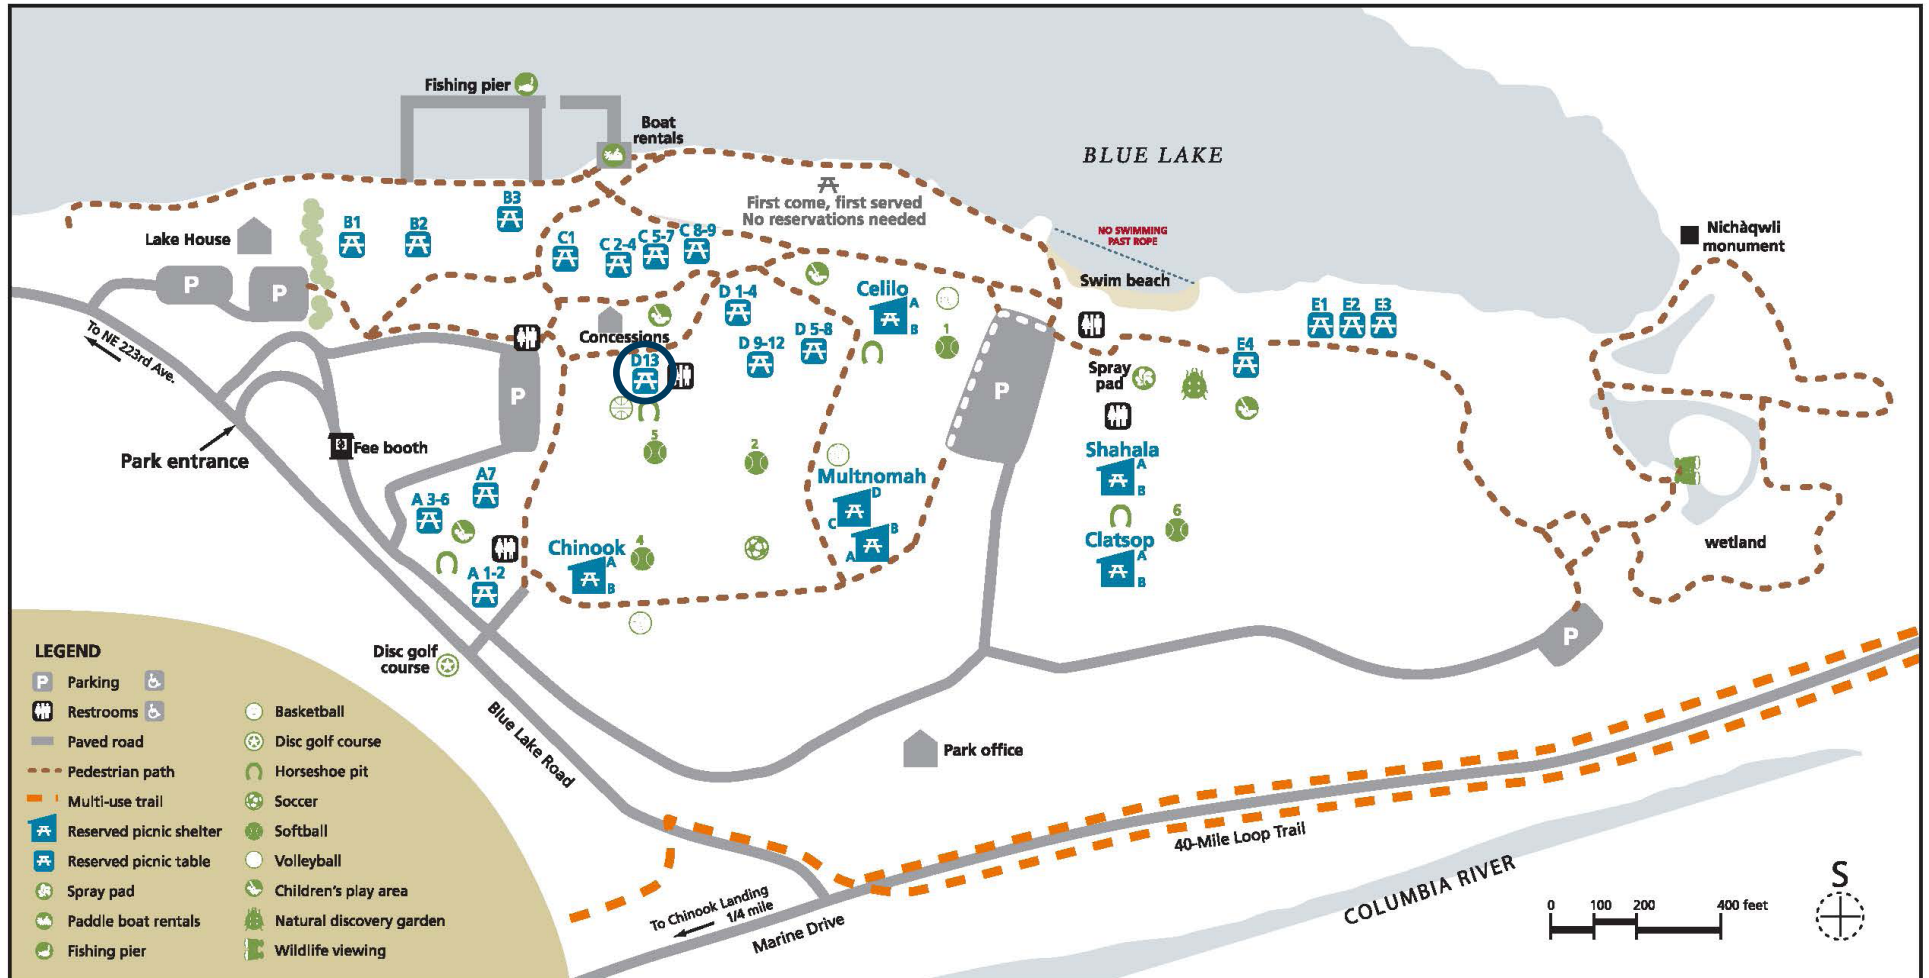 Fishing pier
Boat
rentals
BLUE LAKE
First come, first served
No reservations needed
NO SWIMMING
PAST ROPE
Swim beach
Nichàqwli
monument
Lake House
B1
B2
B3
C1
C 2-4
C 5-7
C 8-9
P
P
To NE 223rd Ave.
Concessions
D 1-4
D 5-8
D 9-12
D13
Celilo
A
B
1
P
P
E1
E2
E3
E4
Spray
pad
Park entrance
Fee booth
5
2
Multnomah
D
C
B
A
Shahala
A
B
6
Clatsop
A
B
A7
A 3-6
A 1-2
Chinook
A
B
4
wetland
P
Disc golf
course
Blue Lake Road
Park office
40-Mile Loop Trail
COLUMBIA RIVER
To Chinook Landing
1/4 mile
Marine Drive
0
100
200
400 feet
S
LEGEND
P
Parking
Restrooms
Paved road
Pedestrian path
Multi-use trail
Reserved picnic shelter
Reserved picnic table
Spray pad
Paddle boat rentals
Fishing pier
Basketball
Disc golf course
Horseshoe pit
Soccer
Softball
Volleyball
Children's play area
Natural discovery garden
Wildlife viewing